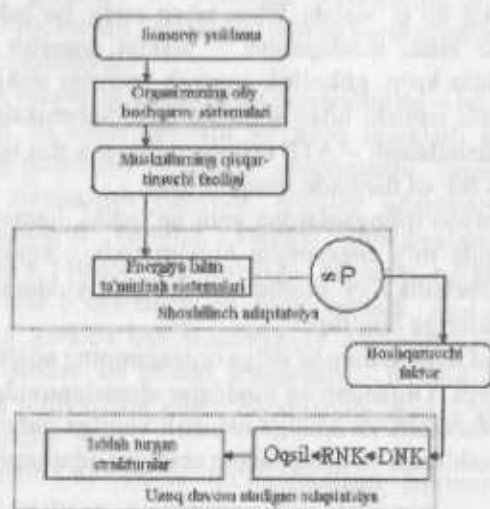 Jismoniy yuklama
Organizmning oliy
boshqaruv sistemalari
Muskullarning qisqar-
tiruvchi faolligi
Energiya bilan
ta'minlash sistemalari
∞P
Shoshilinch adaptatsiya
Boshqaruvchi
faktor
Ishlab turgan
strukturalar
Oqsil◂RNK◂DNK
Uzoq davom etadigan adaptatsiya